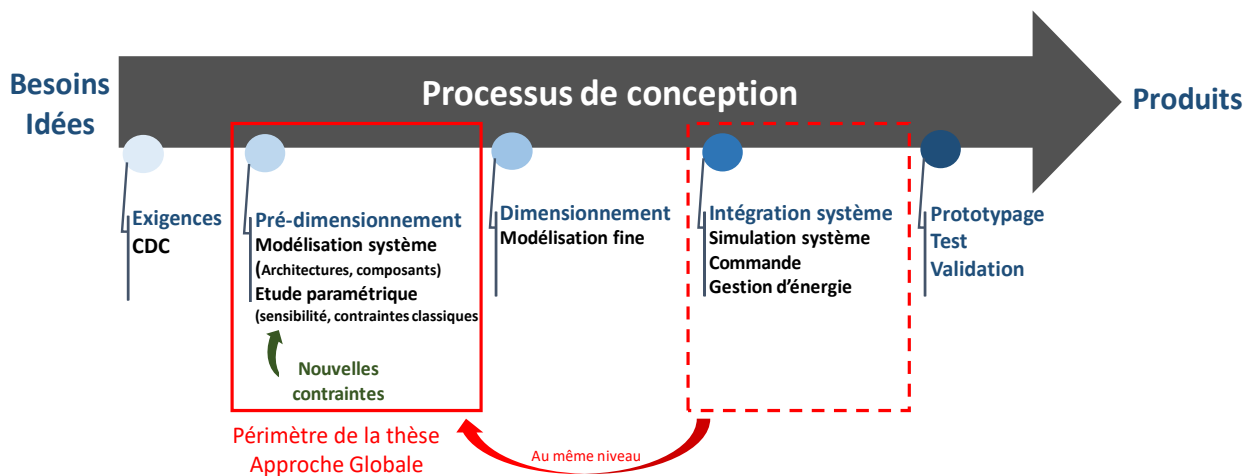 Besoins
Idées
Processus de conception
Produits
Exigences
CDC
Pré-dimensionnement
Modélisation système
(Architectures, composants)
Etude paramétrique
(sensibilité, contraintes classiques
Nouvelles
contraintes
Dimensionnement
Modélisation fine
Intégration système
Simulation système
Commande
Gestion d'énergie
Prototypage
Test
Validation
Périmètre de la thèse
Approche Globale
Au même niveau